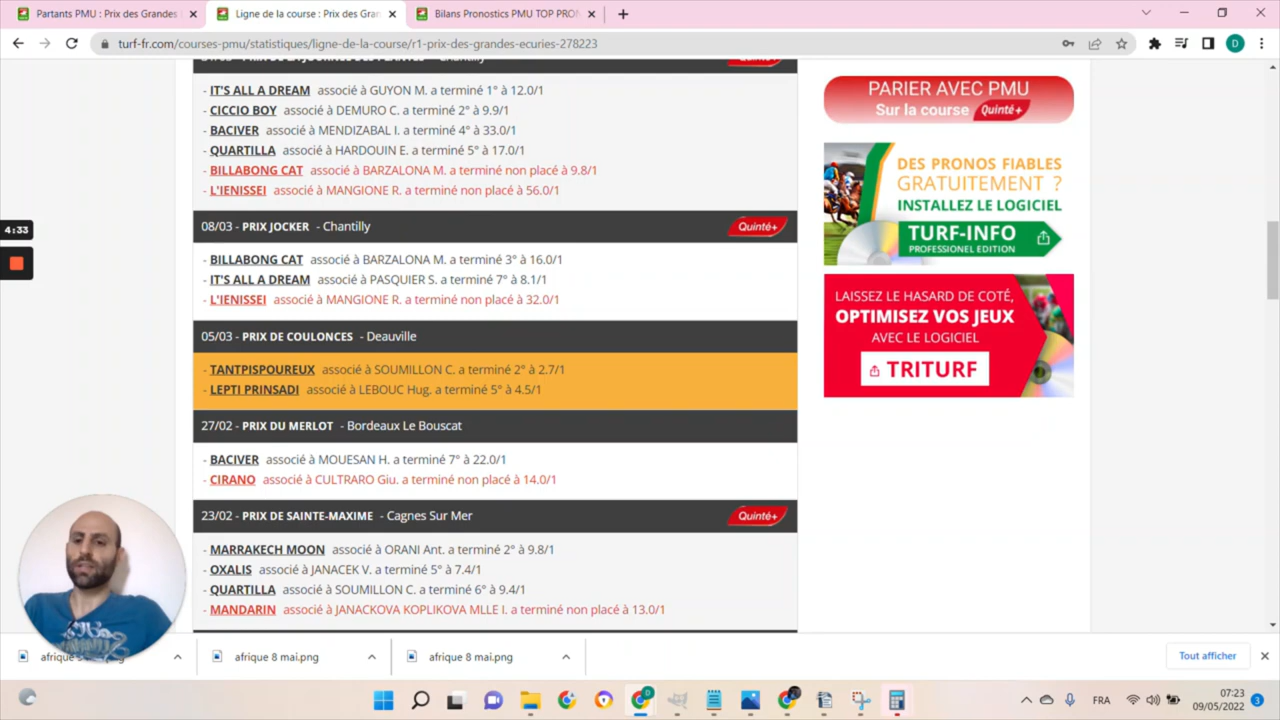 Partants PMU : Prix des Grandes
Ligne de la course : Prix des Gran
Bilans Pronostics PMU TOP PRON
turf-fr.com/courses-pmu/statistiques/ligne-de-la-course/r1-prix-des-grandes-ecuries-278223
D
Quinté+
- IT'S ALL A DREAM associé à GUYON M. a terminé 1° à 12.0/1
- CICCIO BOY associé à DEMURO C. a terminé 2° à 9.9/1
- BACIVER associé à MENDIZABAL I. a terminé 4° à 33.0/1
- QUARTILLA associé à HARDOUIN E. a terminé 5° à 17.0/1
- BILLABONG CAT associé à BARZALONA M. a terminé non placé à 9.8/1
- L'IENISSEI associé à MANGIONE R. a terminé non placé à 56.0/1
08/03 - PRIX JOCKER - Chantilly Quinté+
- BILLABONG CAT associé à BARZALONA M. a terminé 3° à 16.0/1
- IT'S ALL A DREAM associé à PASQUIER S. a terminé 7° à 8.1/1
- L'IENISSEI associé à MANGIONE R. a terminé non placé à 32.0/1
05/03 - PRIX DE COULONCES - Deauville
- TANTPISPOUREUX associé à SOUMILLON C. a terminé 2° à 2.7/1
- LEPTI PRINSADI associé à LEBOUC Hug. a terminé 5° à 4.5/1
27/02 - PRIX DU MERLOT - Bordeaux Le Bouscat
- BACIVER associé à MOUESAN H. a terminé 7° à 22.0/1
- CIRANO associé à CULTRARO Giu. a terminé non placé à 14.0/1
23/02 - PRIX DE SAINTE-MAXIME - Cagnes Sur Mer Quinté+
- MARRAKECH MOON associé à ORANI Ant. a terminé 2° à 9.8/1
- OXALIS associé à JANACEK V. a terminé 5° à 7.4/1
- QUARTILLA associé à SOUMILLON C. a terminé 6° à 9.4/1
- MANDARIN associé à JANACKOVA KOPLIKOVA MLLE I. a terminé non placé à 13.0/1
PARIER AVEC PMU
Sur la course Quinté+
DES PRONOS FIABLES
GRATUITEMENT ?
INSTALLEZ LE LOGICIEL
TURF-INFO
PROFESSIONEL EDITION
LAISSEZ LE HASARD DE COTÉ,
OPTIMISEZ VOS JEUX
AVEC LE LOGICIEL
TRITURF
4:33
afrique 8 mai.png
afrique 8 mai.png
Tout afficher
FRA
07:23
09/05/2022
3